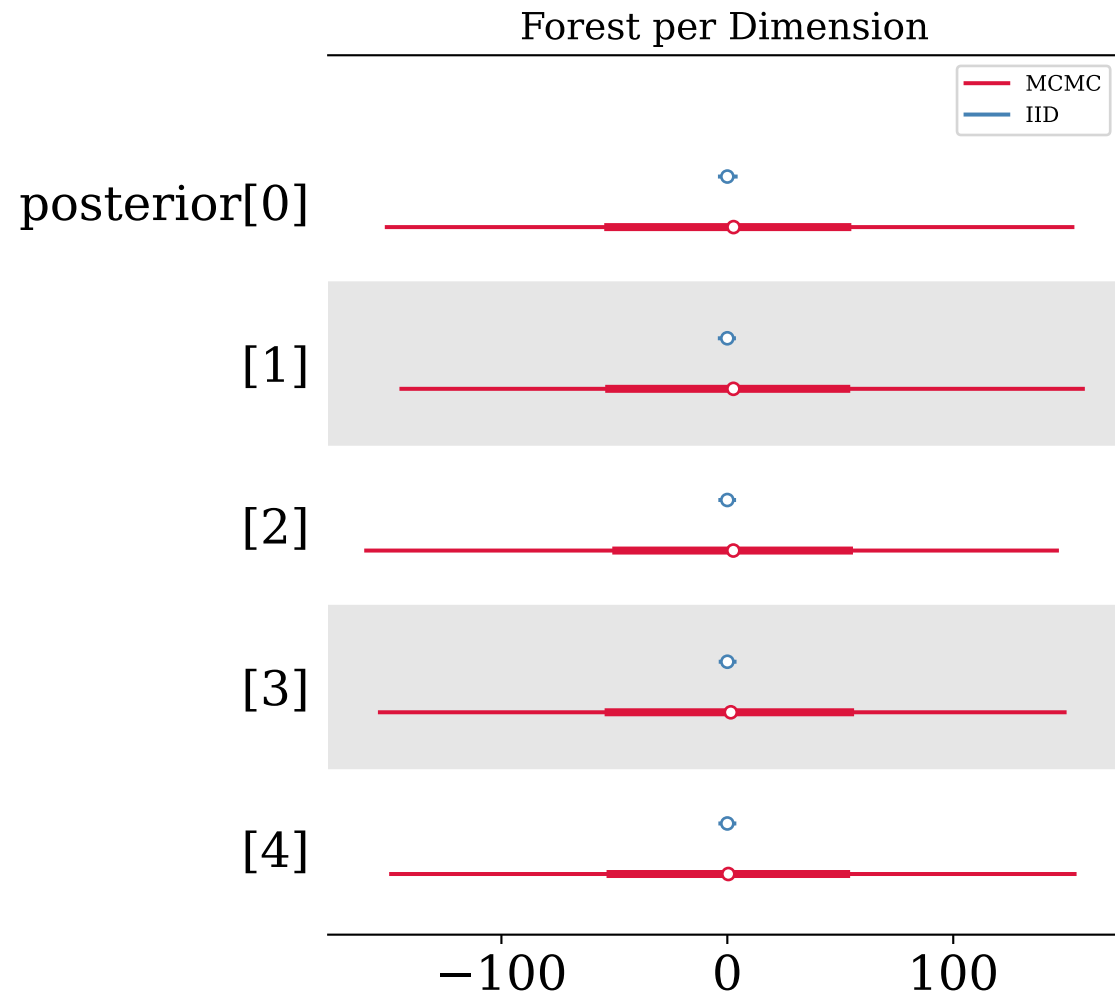 Forest per Dimension
MCMC
IID
posterior[0]
[1]
[2]
[3]
[4]
−100 0 100